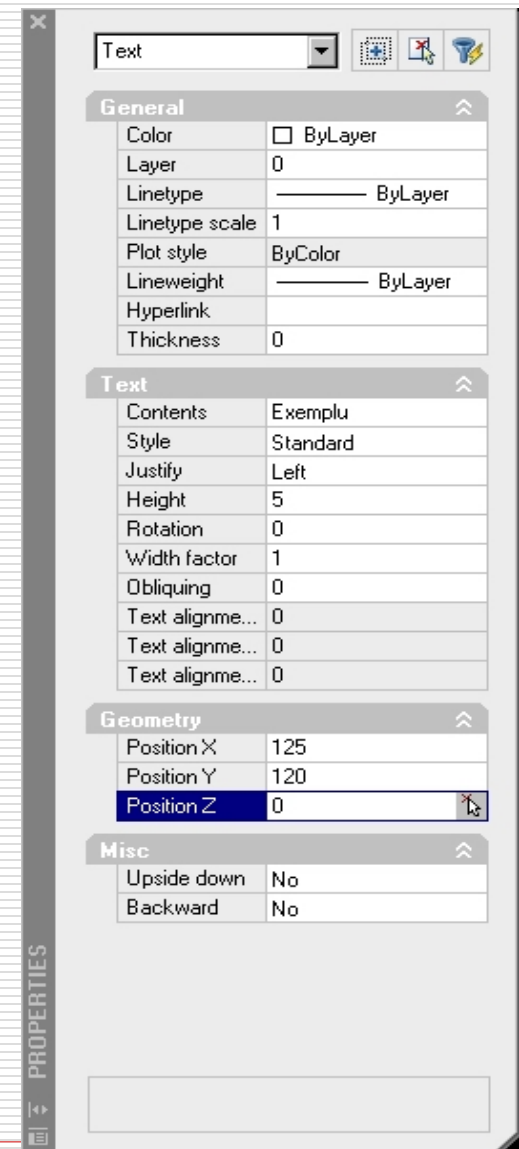 Text
General
Color ByLayer
Layer 0
Linetype ByLayer
Linetype scale 1
Plot style ByColor
Lineweight ByLayer
Hyperlink
Thickness 0
Text
Contents Exemplu
Style Standard
Justify Left
Height 5
Rotation 0
Width factor 1
Obliquing 0
Text alignme... 0
Text alignme... 0
Text alignme... 0
Geometry
Position X 125
Position Y 120
Position Z 0
Misc
Upside down No
Backward No
PROPERTIES